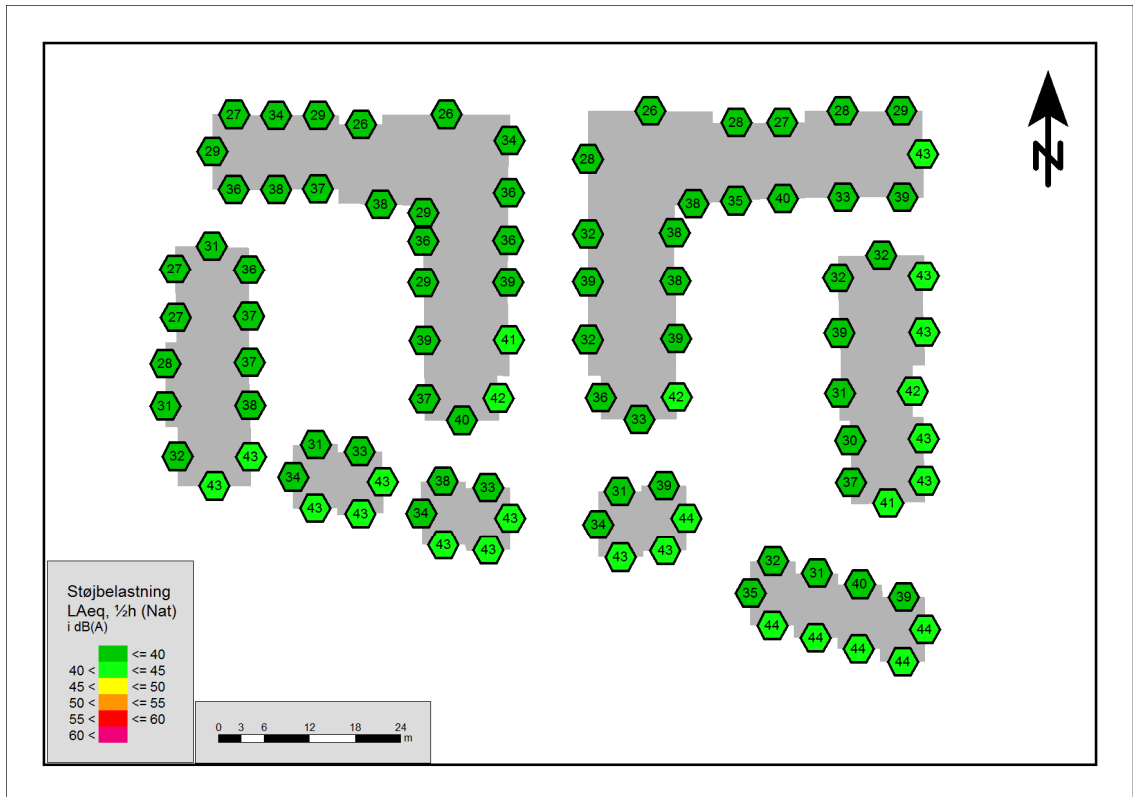 27 34 29 26 26 26 28 27 28 29
34
29 28 43
36 38 37 36 38 35 40 33 39
38 29
36 36 32 38
31 32
27 36 29 39 39 38 32 43
27 37 39 41 32 39 39 43
28 37
31 38 37 42 36 42 31 42
40 33
31 33 30 43
32 43
34 43 38 33 31 39 37 43
43
43 43 34 43 34 44 41
43 43 43 43
32 31 40 39
35
44 44 44 44 44
Støjbelastning
LAeq, ½h (Nat)
i dB(A)
<= 40
40 < <= 45
45 < <= 50
50 < <= 55
55 < <= 60
60 <
0 3 6 12 18 24
m
N